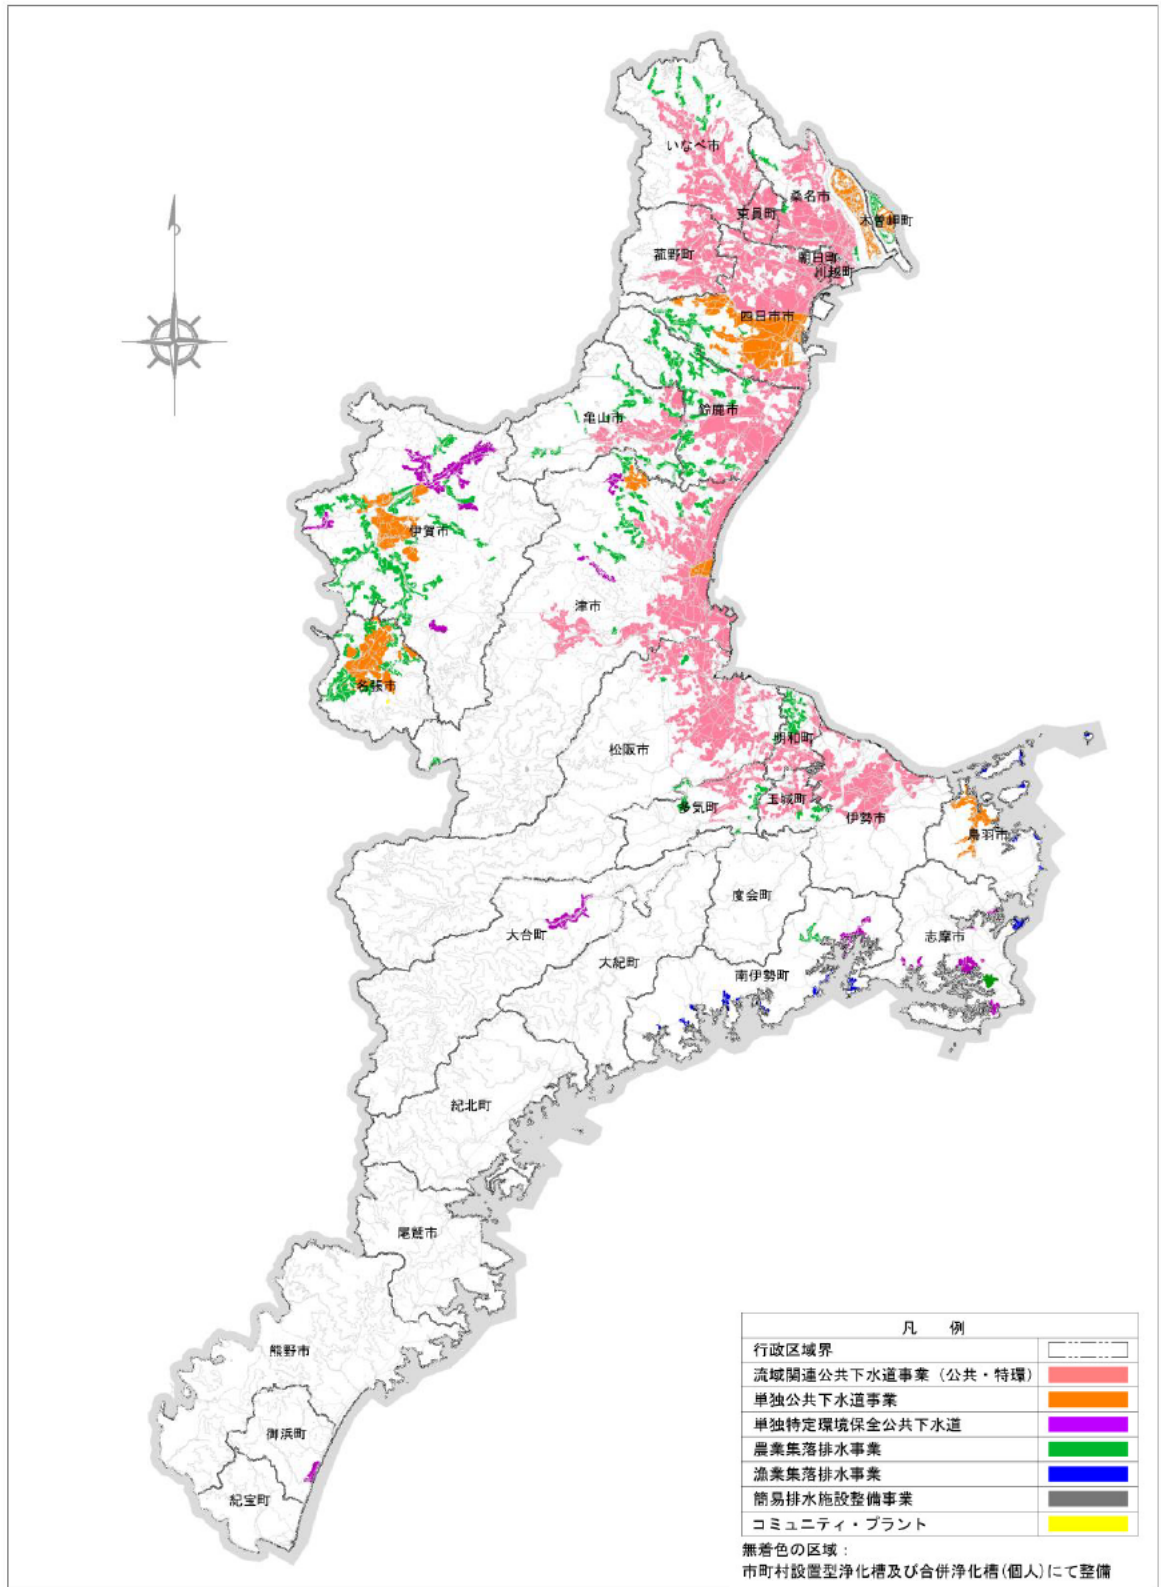 いなべ市
桑名市
東員町
木曽岬町
菰野町
朝日町
川越町
四日市市
鈴鹿市
亀山市
伊賀市
津市
名張市
松阪市
明和町
多気町
玉城町
伊勢市
鳥羽市
度会町
大台町
志摩市
大紀町
南伊勢町
紀北町
尾鷲市
熊野市
御浜町
紀宝町
凡 例
行政区域界
流域関連公共下水道事業(公共・特環)
単独公共下水道事業
単独特定環境保全公共下水道
農業集落排水事業
漁業集落排水事業
簡易排水施設整備事業
コミュニティ・プラント
無着色の区域:
市町村設置型浄化槽及び合併浄化槽(個人)にて整備